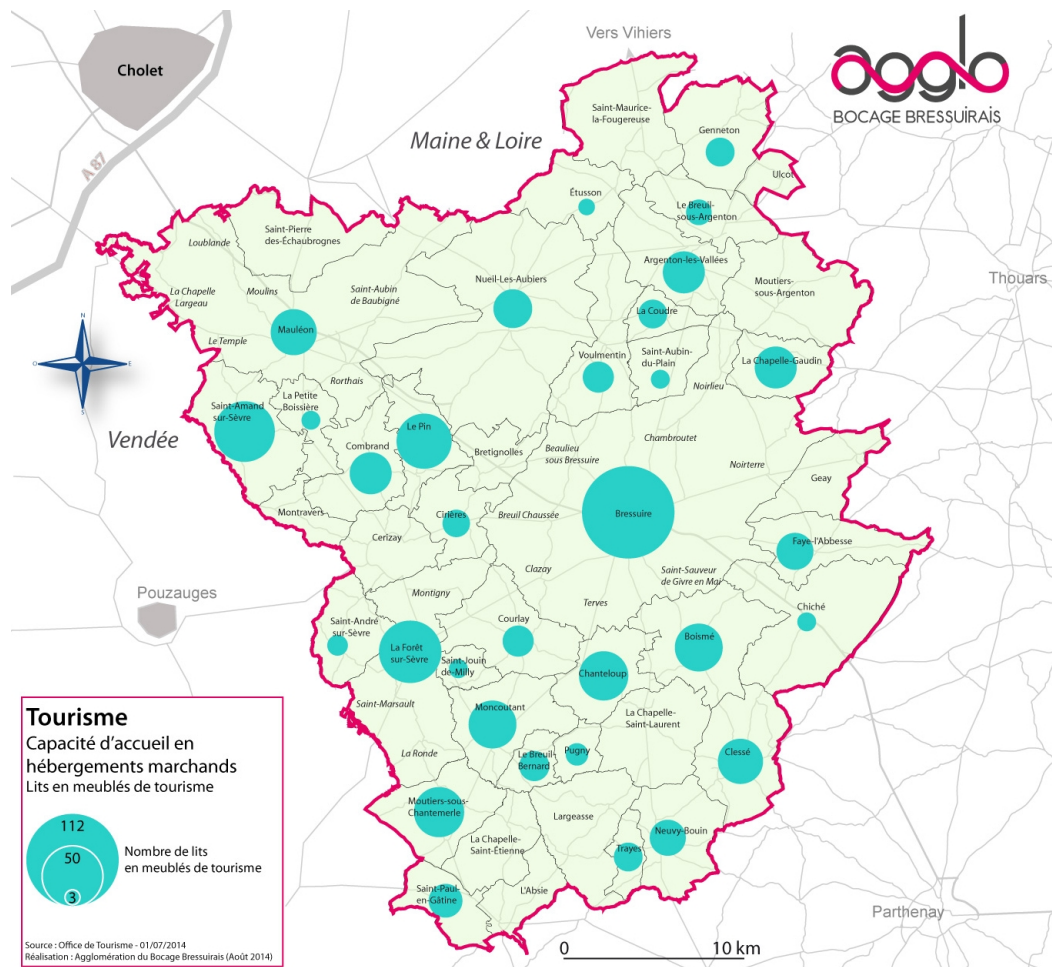 Vers Vihiers
Cholet
agglo
BOCAGE BRESSUIRAIS
A 87
Maine & Loire
Saint-Maurice-
la-Fougereuse
Genneton
Ulcot
Étusson
Le Breuil-
sous-Argenton
Saint-Pierre
des-Échaubrognes
Loublande
Argenton-les-Vallées
Thouars
Nueil-Les-Aubiers
Moutiers-
sous-Argenton
Saint-Aubin
de Baubigné
La Chapelle
Largeau
Moulins
La Coudre
Mauléon
N
O
E
S
Le Temple
Voulmentin
Saint-Aubin-
du-Plain
La Chapelle-Gaudin
Noirlieu
Rorthais
La Petite
Boissière
Saint-Amand
sur-Sèvre
Vendée
Le Pin
Combrand
Bretignolles
Beaulieu
sous Bressuire
Chambroutet
Noirterre
Geay
Montravers
Cirières
Breuil Chaussée
Bressuire
Cerizay
Faye-l'Abbesse
Clazay
Saint-Sauveur
de Givre en Mai
Pouzauges
Montigny
Terves
Chiché
Saint-André
sur-Sèvre
Courlay
Boismé
La Forêt
sur-Sèvre
Saint-Jouin
de-Milly
Chanteloup
Saint-Marsault
Moncoutant
La Chapelle-
Saint-Laurent
La Ronde
Le Breuil-
Bernard
Pugny
Clessé
Moutiers-sous-
Chantemerle
Largeasse
Neuvy-Bouin
La Chapelle-
Saint-Étienne
Trayes
Saint-Paul-
en-Gâtine
L'Absie
Parthenay
Tourisme
Capacité d'accueil en
hébergements marchands
Lits en meublés de tourisme
112
50
3
Nombre de lits
en meublés de tourisme
Source : Office de Tourisme - 01/07/2014
Réalisation : Agglomération du Bocage Bressuirais (Août 2014)
0
10 km